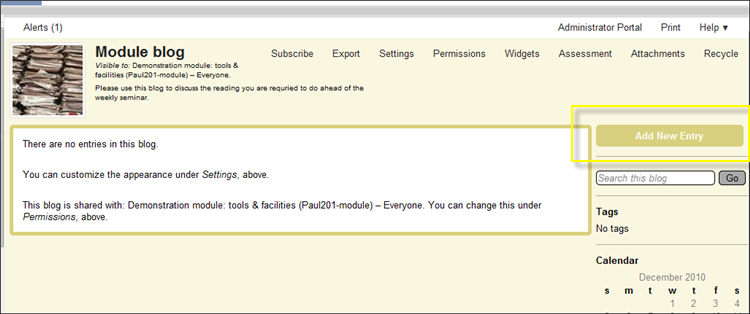 Alerts (1)
Administrator Portal Print Help ▼
Module blog
Subscribe Export Settings Permissions Widgets Assessment Attachments Recycle
Visible to: Demonstration module: tools &
facilities (Paul201-module) – Everyone.
Please use this blog to discuss the reading you are requried to do ahead of the
weekly seminar.
There are no entries in this blog.
You can customize the appearance under Settings, above.
This blog is shared with: Demonstration module: tools & facilities (Paul201-module) – Everyone. You can change this under
Permissions, above.
Add New Entry
Search this blog Go
Tags
No tags
Calendar
December 2010
s m t w t f s
1 2 3 4